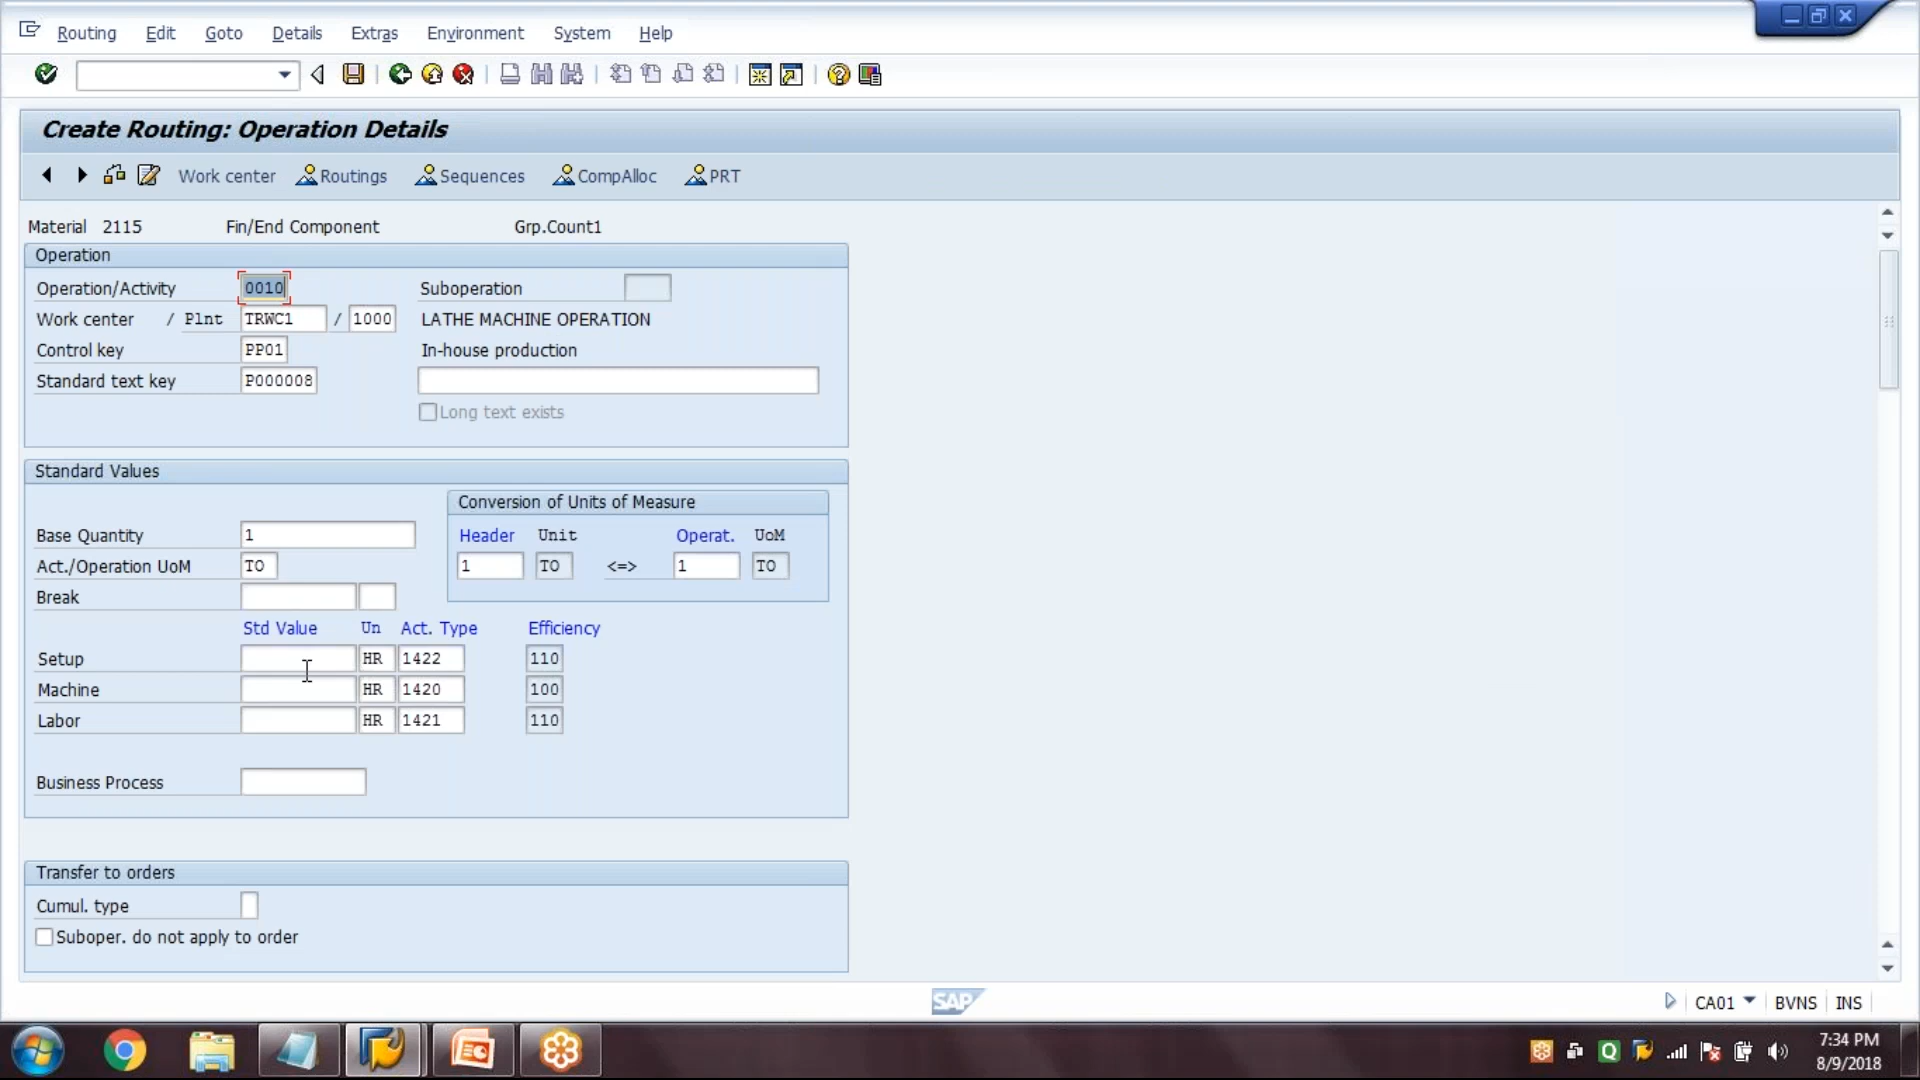 Routing Edit Goto Details Extras Environment System Help
Create Routing: Operation Details
Work center Routings Sequences CompAlloc PRT
Material 2115 Fin/End Component Grp.Count1
Operation
Operation/Activity 0010 Suboperation
Work center / Plnt TRWC1 / 1000 LATHE MACHINE OPERATION
Control key PP01 In-house production
Standard text key P000008
Long text exists
Standard Values
Conversion of Units of Measure
Base Quantity 1 Header Unit Operat. UoM
Act./Operation UoM TO 1 TO <=> 1 TO
Break
Std Value Un Act. Type Efficiency
Setup HR 1422 110
Machine HR 1420 100
Labor HR 1421 110
Business Process
Transfer to orders
Cumul. type
Suboper. do not apply to order
SAP CA01 BVNS INS
7:34 PM
8/9/2018